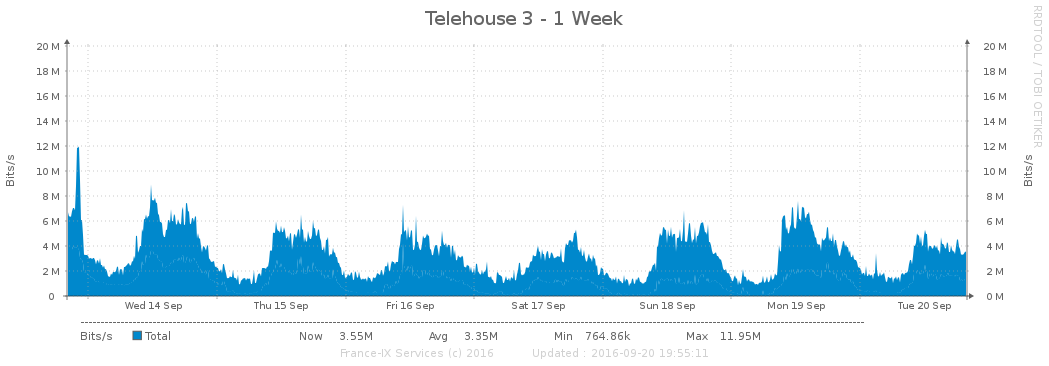 Telehouse 3 - 1 Week
RRDTOOL / TOBI OETIKER
Bits/s
20 M 20 M
18 M 18 M
16 M 16 M
14 M 14 M
12 M 12 M
10 M 10 M
8 M 8 M
6 M 6 M
4 M 4 M
2 M 2 M
0 0 M
Bits/s
Wed 14 Sep Thu 15 Sep Fri 16 Sep Sat 17 Sep Sun 18 Sep Mon 19 Sep Tue 20 Sep
Bits/s Total Now 3.55M Avg 3.35M Min 764.86k Max 11.95M
France-IX Services (c) 2016 Updated : 2016-09-20 19:55:11